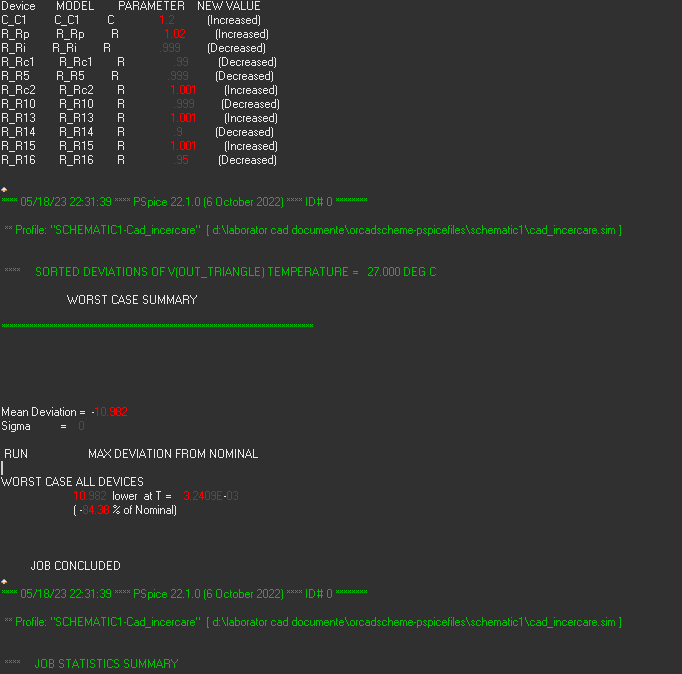 Device MODEL PARAMETER NEW VALUE
C_C1 C_C1 C 1.2 (Increased)
R_Rp R_Rp R 1.02 (Increased)
R_Ri R_Ri R .999 (Decreased)
R_Rc1 R_Rc1 R .99 (Decreased)
R_R5 R_R5 R .999 (Decreased)
R_Rc2 R_Rc2 R 1.001 (Increased)
R_R10 R_R10 R .999 (Decreased)
R_R13 R_R13 R 1.001 (Increased)
R_R14 R_R14 R .9 (Decreased)
R_R15 R_R15 R 1.001 (Increased)
R_R16 R_R16 R .95 (Decreased)
**** 05/18/23 22:31:39 **** PSpice 22.1.0 (6 October 2022) **** ID# 0 ********
** Profile: "SCHEMATIC1-Cad_incercare" [ d:\laborator cad documente\orcadscheme-pspicefiles\schematic1\cad_incercare.sim ]
**** SORTED DEVIATIONS OF V(OUT_TRIANGLE) TEMPERATURE = 27.000 DEG C
WORST CASE SUMMARY
******************************************************************************
Mean Deviation = -10.982
Sigma = 0
RUN MAX DEVIATION FROM NOMINAL
WORST CASE ALL DEVICES
10.982 lower at T = 3.2409E-03
( -84.38 % of Nominal)
JOB CONCLUDED
**** 05/18/23 22:31:39 **** PSpice 22.1.0 (6 October 2022) **** ID# 0 ********
** Profile: "SCHEMATIC1-Cad_incercare" [ d:\laborator cad documente\orcadscheme-pspicefiles\schematic1\cad_incercare.sim ]
**** JOB STATISTICS SUMMARY